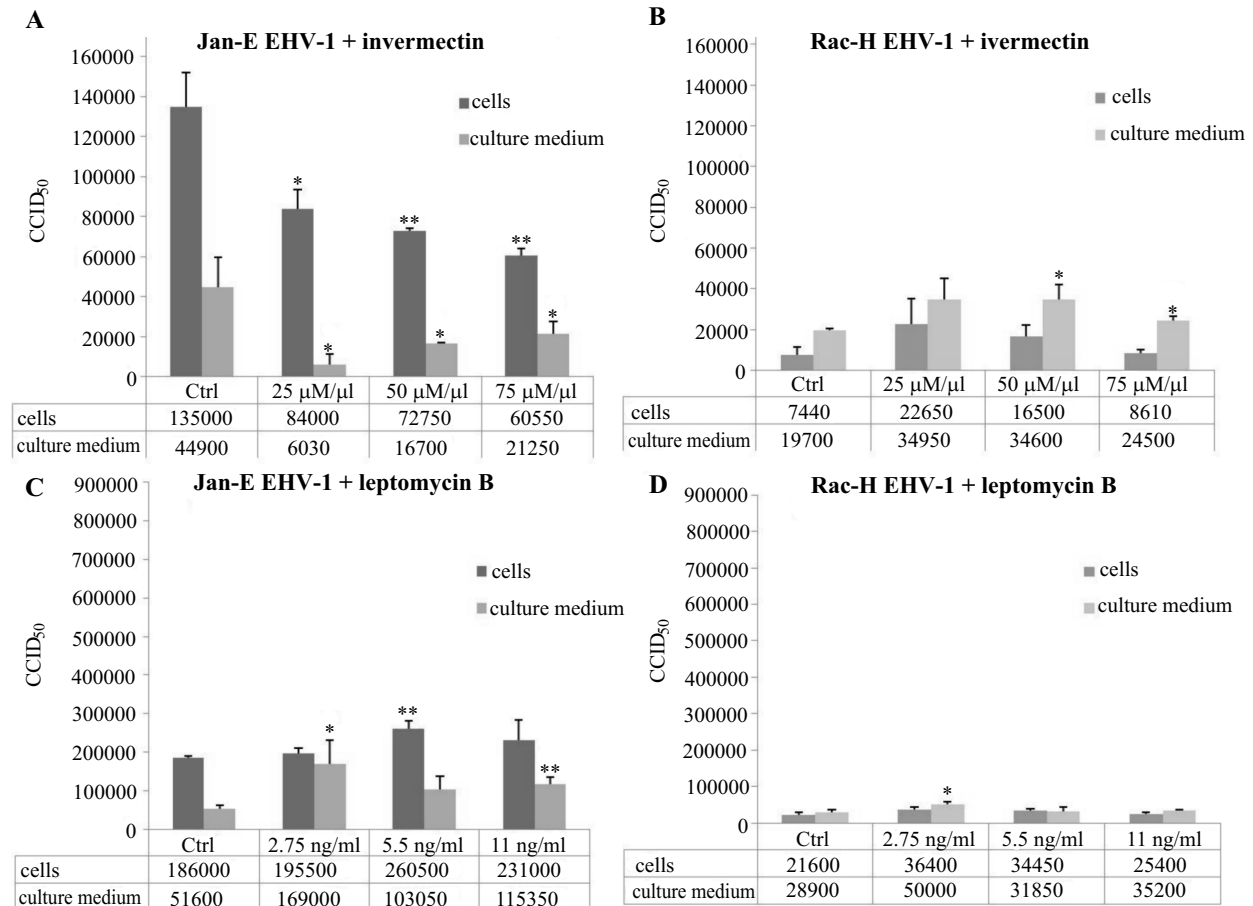 A
Jan-E EHV-1 + invermectin
160000
140000
120000
100000
80000
60000
40000
20000
0
CCID50
cells
culture medium
*
**
**
*
*
*
Ctrl 25 µM/µl 50 µM/µl 75 µM/µl
cells 135000 84000 72750 60550
culture medium 44900 6030 16700 21250
B
Rac-H EHV-1 + ivermectin
160000
140000
120000
100000
80000
60000
40000
20000
0
CCID50
cells
culture medium
*
*
Ctrl 25 µM/µl 50 µM/µl 75 µM/µl
cells 7440 22650 16500 8610
culture medium 19700 34950 34600 24500
C
Jan-E EHV-1 + leptomycin B
900000
800000
700000
600000
500000
400000
300000
200000
100000
0
CCID50
cells
culture medium
*
**
**
Ctrl 2.75 ng/ml 5.5 ng/ml 11 ng/ml
cells 186000 195500 260500 231000
culture medium 51600 169000 103050 115350
D
Rac-H EHV-1 + leptomycin B
900000
800000
700000
600000
500000
400000
300000
200000
100000
0
CCID50
cells
culture medium
*
Ctrl 2.75 ng/ml 5.5 ng/ml 11 ng/ml
cells 21600 36400 34450 25400
culture medium 28900 50000 31850 35200